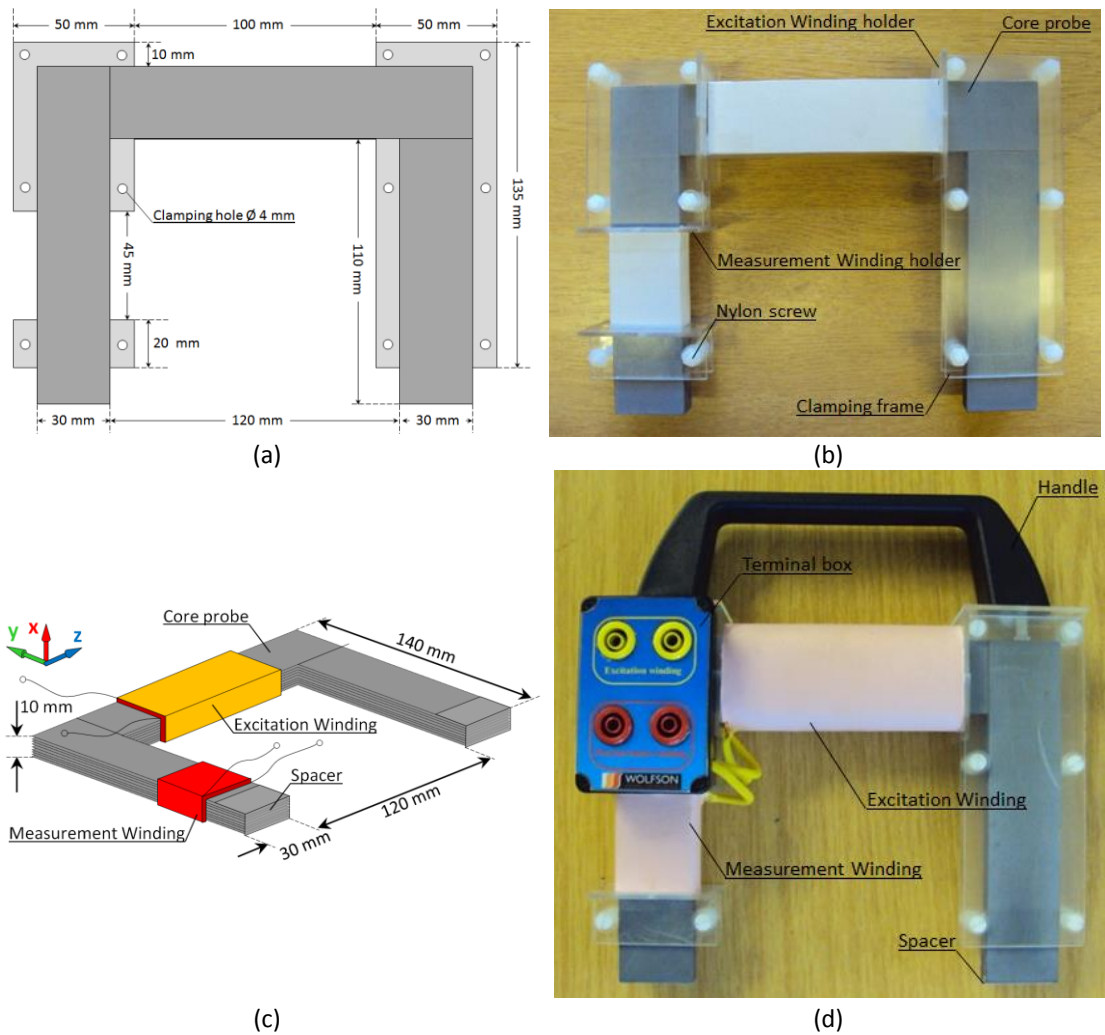 50 mm
100 mm
50 mm
10 mm
Clamping hole Ø 4 mm
135 mm
45 mm
110 mm
20 mm
30 mm
120 mm
30 mm
(a)
Excitation Winding holder
Core probe
Measurement Winding holder
Nylon screw
Clamping frame
(b)
Core probe
140 mm
y
x
z
10 mm
Excitation Winding
Spacer
120 mm
Measurement Winding
30 mm
(c)
Handle
Terminal box
Excitation winding
WOLFSON
Excitation Winding
Measurement Winding
Spacer
(d)